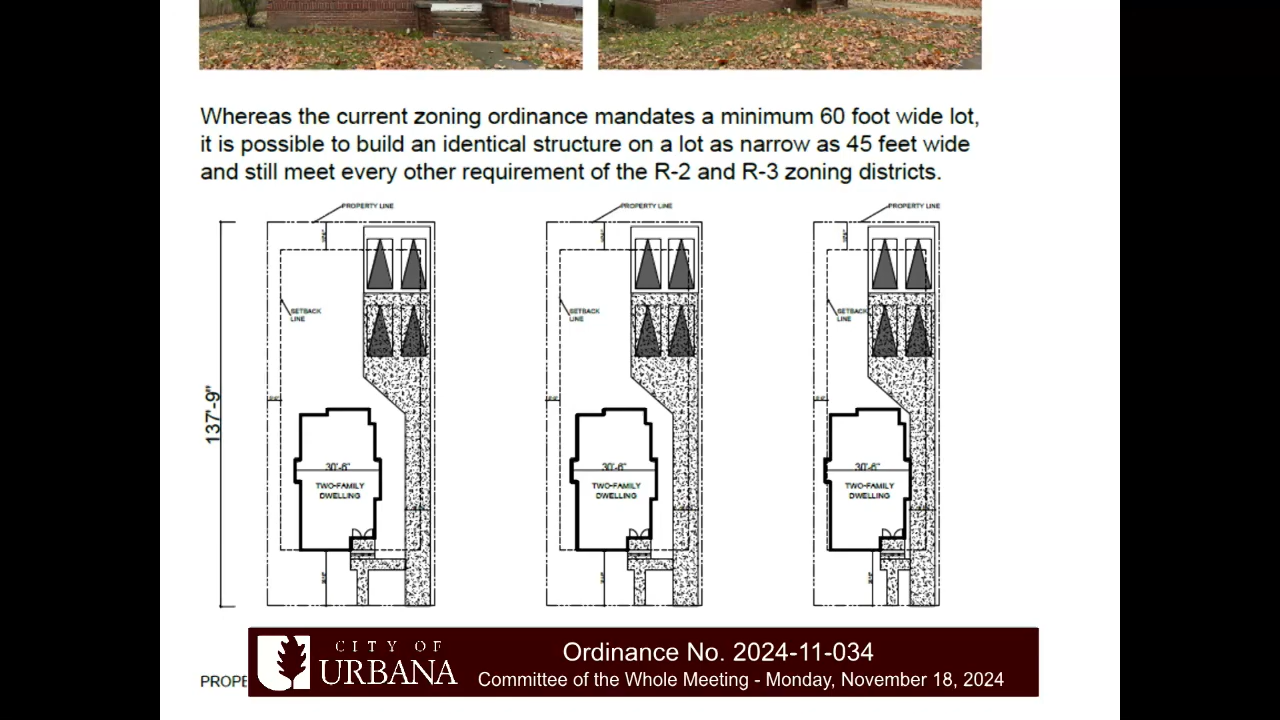 Whereas the current zoning ordinance mandates a minimum 60 foot wide lot,
it is possible to build an identical structure on a lot as narrow as 45 feet wide
and still meet every other requirement of the R-2 and R-3 zoning districts.
PROPERTY LINE
PROPERTY LINE
PROPERTY LINE
SETBACK
LINE
SETBACK
LINE
SETBACK
LINE
137'-9"
30'-6"
TWO-FAMILY
DWELLING
30'-6"
TWO-FAMILY
DWELLING
30'-6"
TWO-FAMILY
DWELLING
PROPE
CITY OF
URBANA
Ordinance No. 2024-11-034
Committee of the Whole Meeting - Monday, November 18, 2024